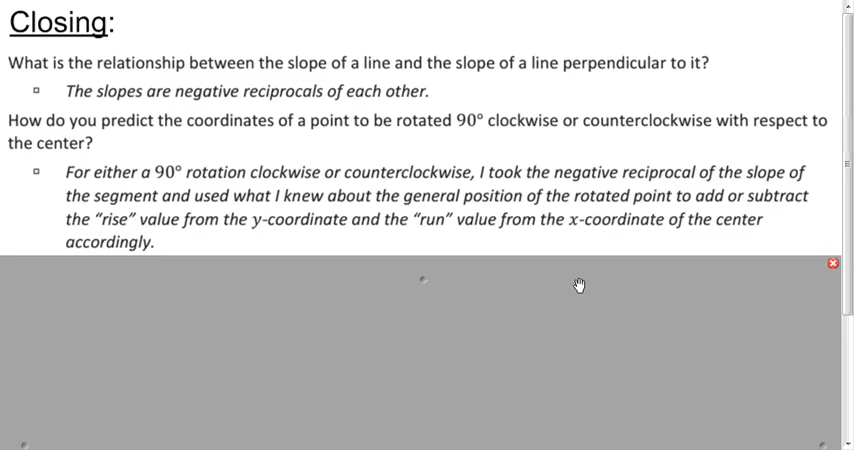 Closing:
What is the relationship between the slope of a line and the slope of a line perpendicular to it?
▫ The slopes are negative reciprocals of each other.
How do you predict the coordinates of a point to be rotated 90° clockwise or counterclockwise with respect to
the center?
▫ For either a 90° rotation clockwise or counterclockwise, I took the negative reciprocal of the slope of
the segment and used what I knew about the general position of the rotated point to add or subtract
the “rise” value from the y-coordinate and the “run” value from the x-coordinate of the center
accordingly.